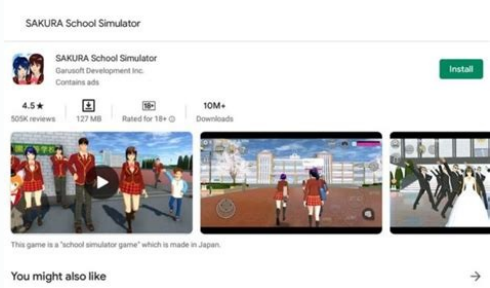 SAKURA School Simulator
SAKURA School Simulator
Garusoft Development Inc.
Contains ads
Install
4.5★
505K reviews
127 MB
18+
Rated for 18+ ⓘ
10M+
Downloads
This game is a "school simulator game" which is made in Japan.
You might also like